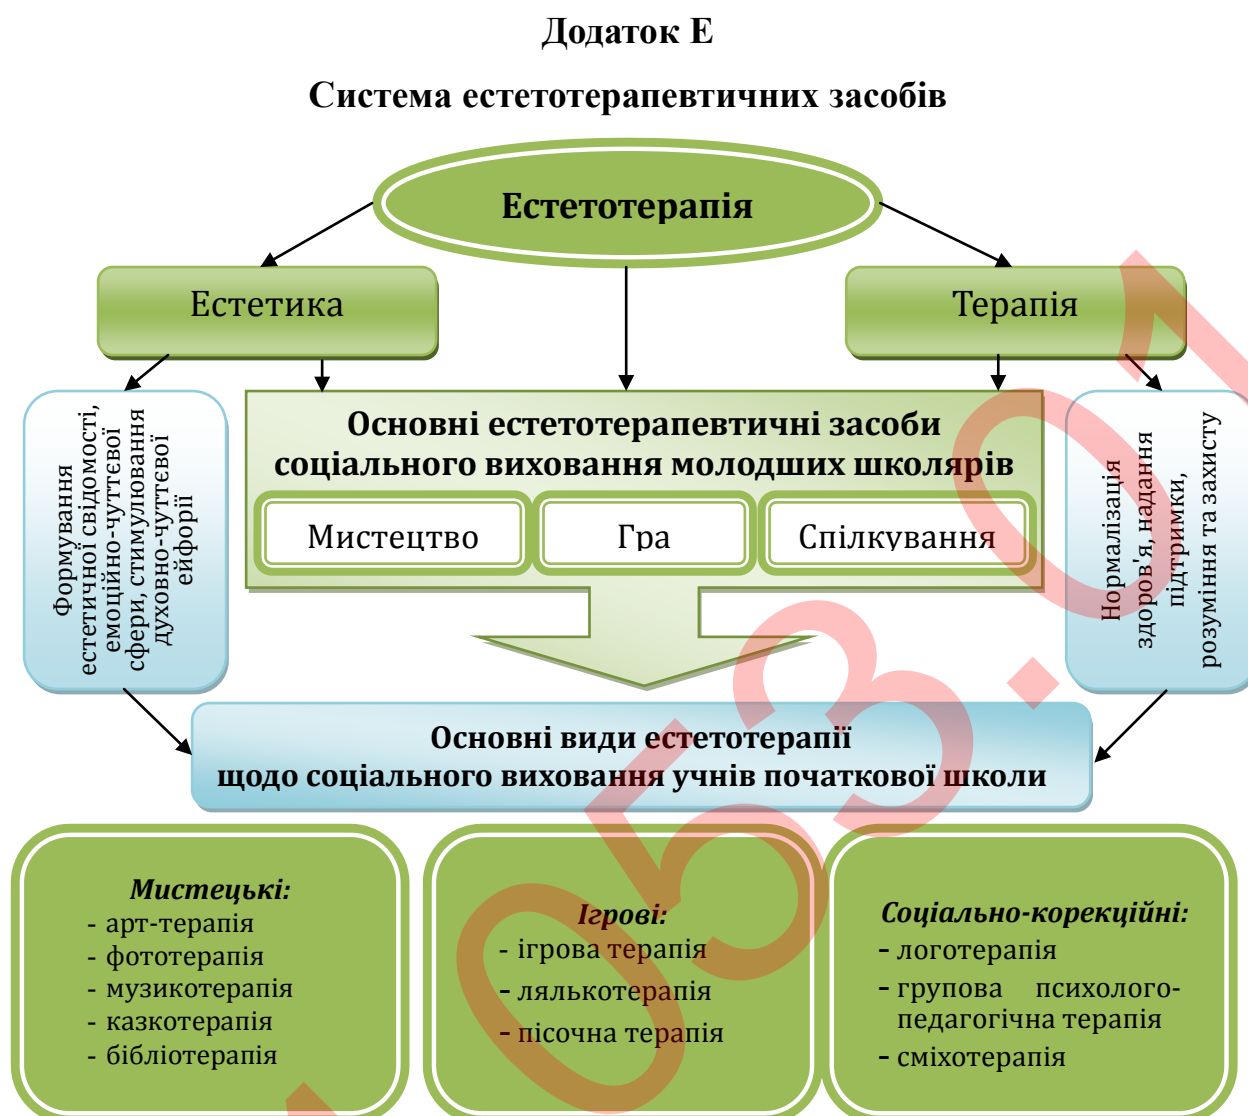 Додаток Е
Система естетотерапевтичних засобів
Естетотерапія
Естетика
Терапія
Формування
естетичної свідомості,
емоційно-чуттєвої
сфери, стимулювання
духовно-чуттєвої
ейфорії
Основні естетотерапевтичні засоби
соціального виховання молодших школярів
Мистецтво
Гра
Спілкування
Нормалізація
здоров'я, надання
підтримки,
розуміння та захисту
Основні види естетотерапії
щодо соціального виховання учнів початкової школи
Мистецькі:
- арт-терапія
- фототерапія
- музикотерапія
- казкотерапія
- бібліотерапія
Ігрові:
- ігрова терапія
- лялькотерапія
- пісочна терапія
Соціально-корекційні:
- логотерапія
- групова психолого-
педагогічна терапія
- сміхотерапія
053.01